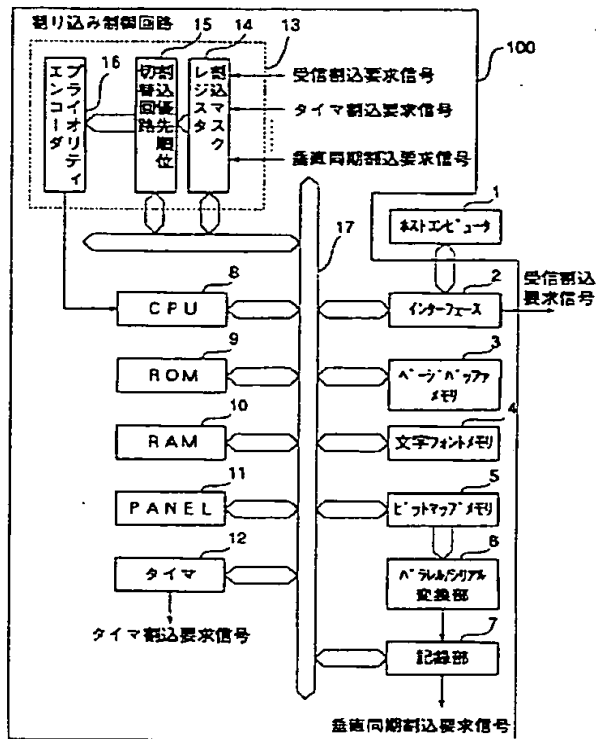 割り込み制御回路
15
14
13
100
16
プライオリティ
エンコーダ
割込優先順位
切替回路
割込マスク
レジスタ
受信割込要求信号
タイマ割込要求信号
垂直同期割込要求信号
1
ホストコンピュータ
17
8
CPU
2
インターフェース
受信割込
要求信号
9
ROM
3
ページバッファ
メモリ
10
RAM
4
文字フォントメモリ
11
PANEL
5
ビットマップメモリ
12
タイマ
6
パラレル/シリアル
変換部
タイマ割込要求信号
7
記録部
垂直同期割込要求信号